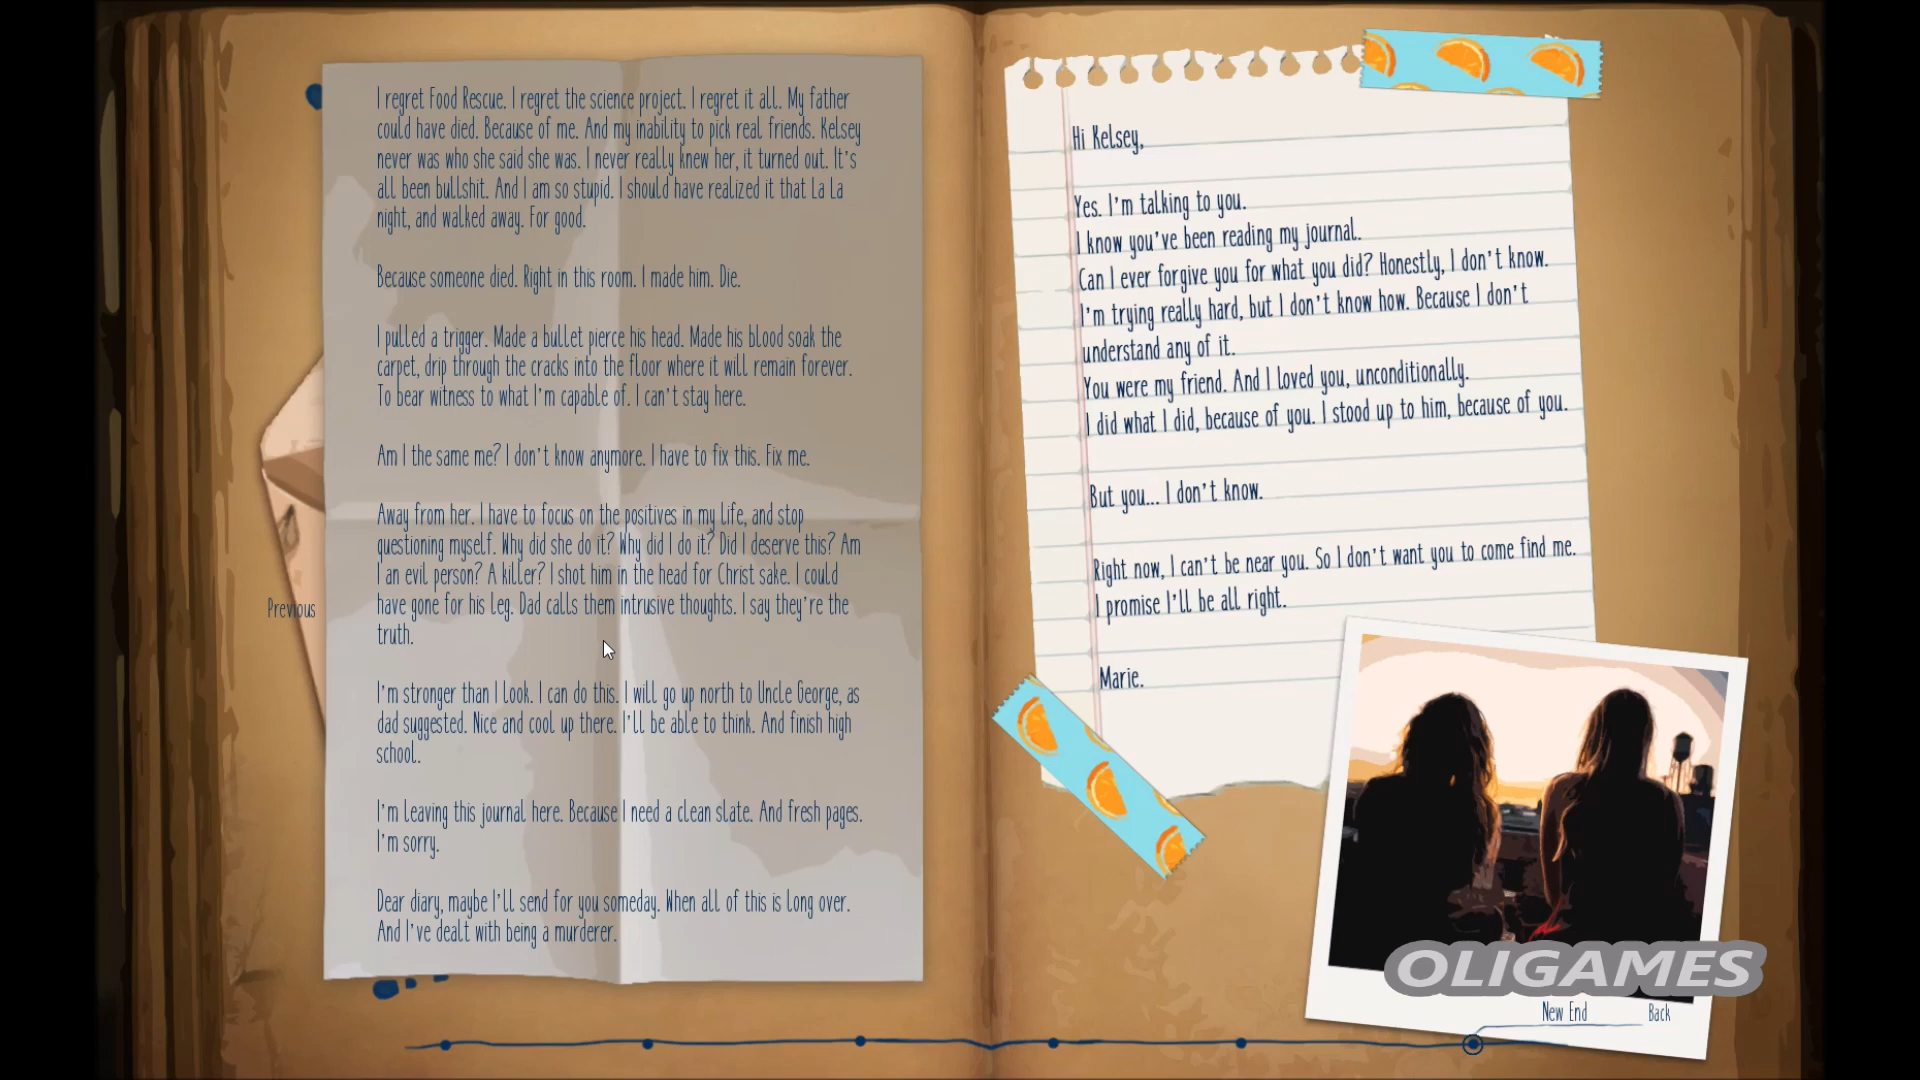 I regret Food Rescue. I regret the science project. I regret it all. My father
could have died. Because of me. And my inability to pick real friends. Kelsey
never was who she said she was. I never really knew her, it turned out. It's
all been bullshit. And I am so stupid. I should have realized it that La La
night, and walked away. For good.
Because someone died. Right in this room. I made him. Die.
I pulled a trigger. Made a bullet pierce his head. Made his blood soak the
carpet, drip through the cracks into the floor where it will remain forever.
To bear witness to what I'm capable of. I can't stay here.
Am I the same me? I don't know anymore. I have to fix this. Fix me.
Away from her. I have to focus on the positives in my life, and stop
questioning myself. Why did she do it? Why did I do it? Did I deserve this? Am
I an evil person? A killer? I shot him in the head for Christ sake. I could
have gone for his leg. Dad calls them intrusive thoughts. I say they're the
truth.
I'm stronger than I look. I can do this. I will go up north to Uncle George, as
dad suggested. Nice and cool up there. I'll be able to think. And finish high
school.
I'm leaving this journal here. Because I need a clean slate. And fresh pages.
I'm sorry.
Dear diary, maybe I'll send for you someday. When all of this is long over.
And I've dealt with being a murderer.
Previous
Hi Kelsey,
Yes. I'm talking to you.
I know you've been reading my journal.
Can I ever forgive you for what you did? Honestly, I don't know.
I'm trying really hard, but I don't know how. Because I don't
understand any of it.
You were my friend. And I loved you, unconditionally.
I did what I did, because of you. I stood up to him, because of you.
But you... I don't know.
Right now, I can't be near you. So I don't want you to come find me.
I promise I'll be all right.
Marie.
OLIGAMES
New End
Back